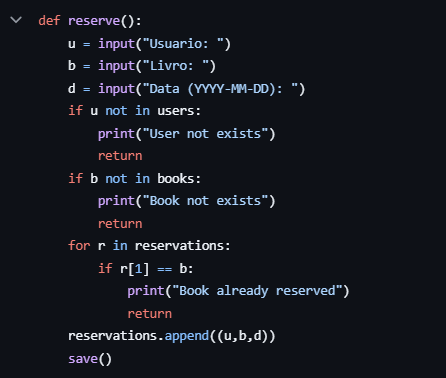 def reserve():
    u = input("Usuario: ")
    b = input("Livro: ")
    d = input("Data (YYYY-MM-DD): ")
    if u not in users:
        print("User not exists")
        return
    if b not in books:
        print("Book not exists")
        return
    for r in reservations:
        if r[1] == b:
            print("Book already reserved")
            return
    reservations.append((u,b,d))
    save()